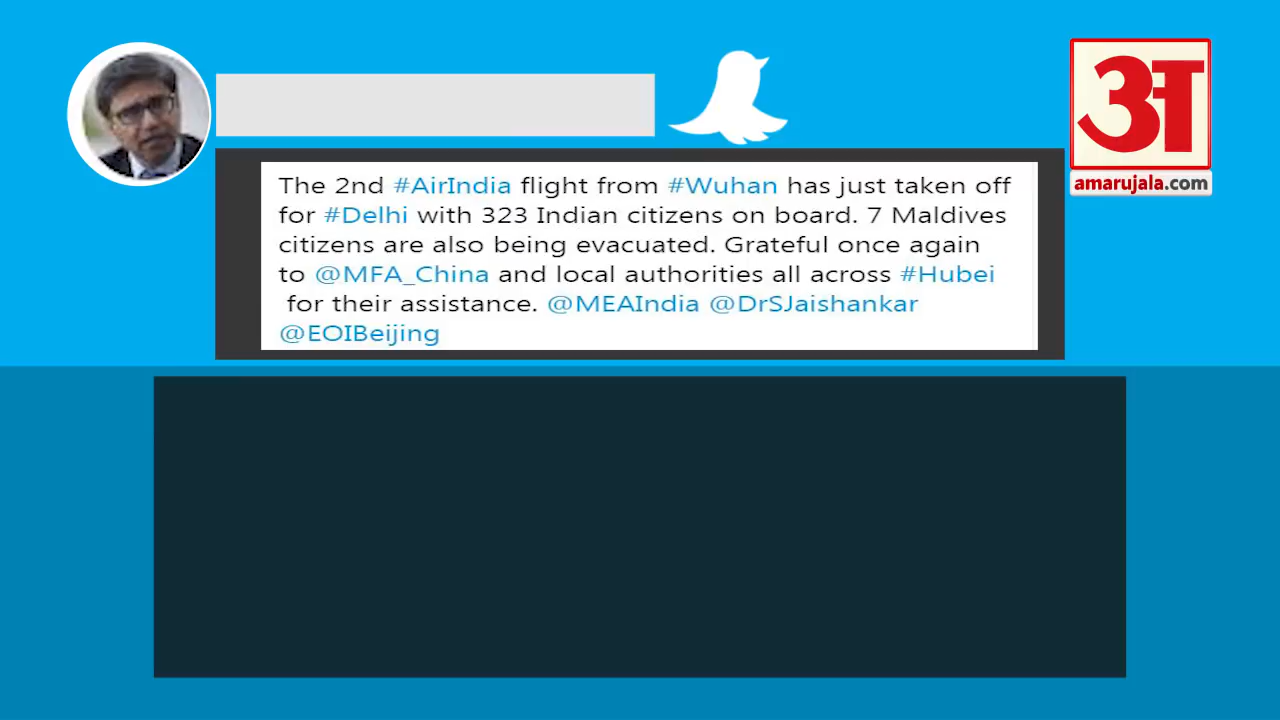 The 2nd #AirIndia flight from #Wuhan has just taken off
for #Delhi with 323 Indian citizens on board. 7 Maldives
citizens are also being evacuated. Grateful once again
to @MFA_China and local authorities all across #Hubei
for their assistance. @MEAIndia @DrSJaishankar
@EOIBeijing
अ
amarujala.com